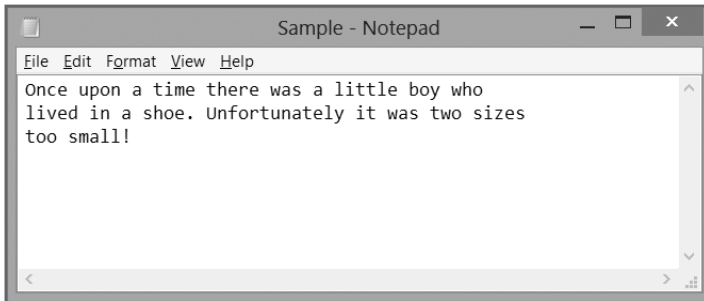 Sample - Notepad
File Edit Format View Help
Once upon a time there was a little boy who
lived in a shoe. Unfortunately it was two sizes
too small!